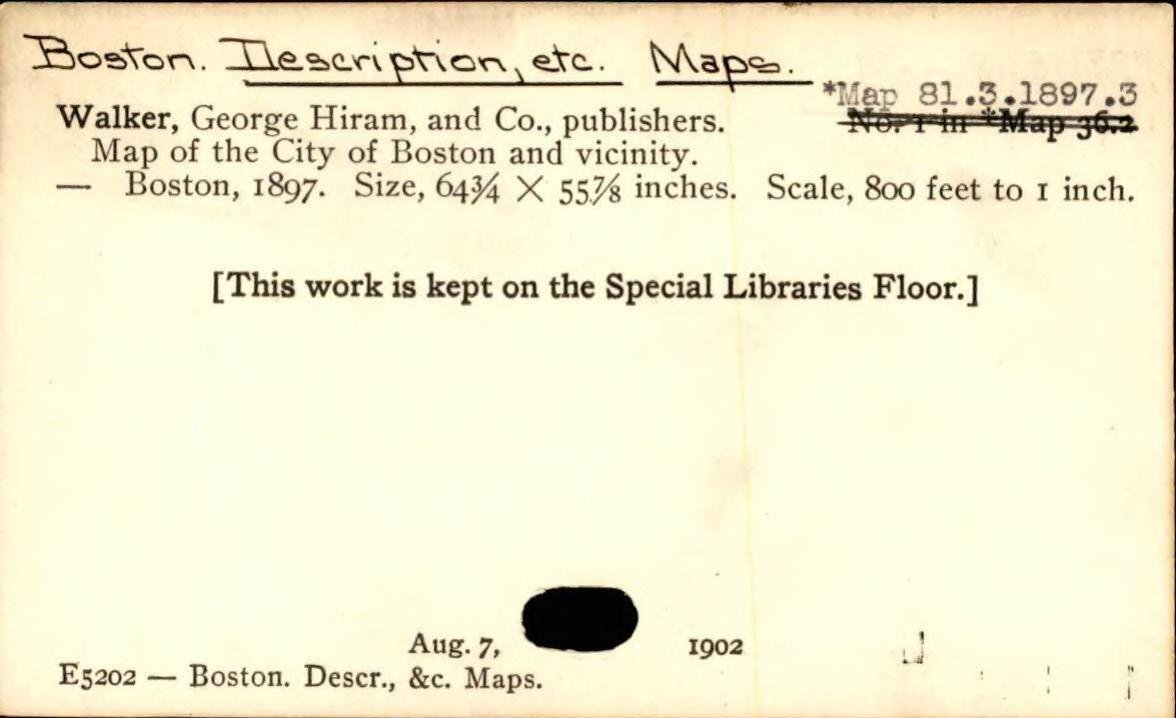 Boston. Description, etc. Maps.
*Map 81.3.1897.3
No. 1 in *Map 36.2
Walker, George Hiram, and Co., publishers.
Map of the City of Boston and vicinity.
— Boston, 1897. Size, 64¾ X 55⅞ inches. Scale, 800 feet to 1 inch.
[This work is kept on the Special Libraries Floor.]
Aug. 7, 1902
E5202 — Boston. Descr., &c. Maps.